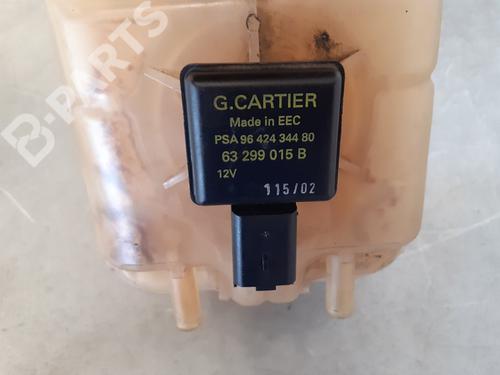 B-PARTS
G.CARTIER
Made in EEC
PSA 96 424 344 80
63 299 015 B
12V
115/02